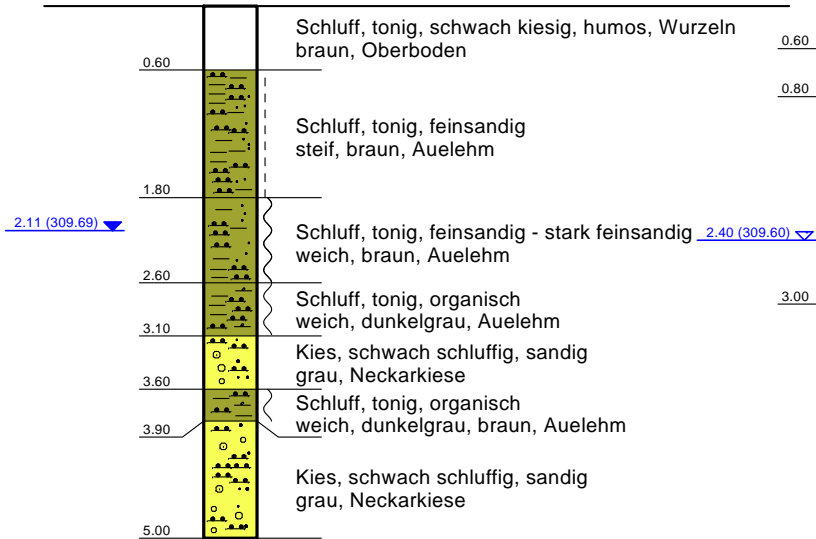 Schluff, tonig, schwach kiesig, humos, Wurzeln
braun, Oberboden
0.60
0.60
0.80
Schluff, tonig, feinsandig
steif, braun, Auelehm
1.80
2.11 (309.69)
Schluff, tonig, feinsandig - stark feinsandig
weich, braun, Auelehm
2.40 (309.60)
2.60
Schluff, tonig, organisch
weich, dunkelgrau, Auelehm
3.00
3.10
Kies, schwach schluffig, sandig
grau, Neckarkiese
3.60
Schluff, tonig, organisch
weich, dunkelgrau, braun, Auelehm
3.90
Kies, schwach schluffig, sandig
grau, Neckarkiese
5.00